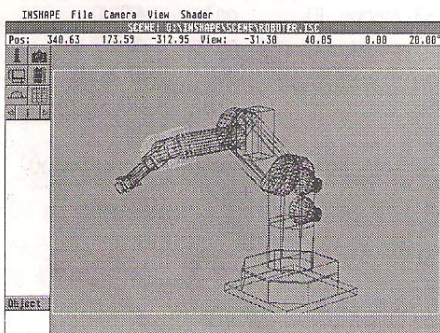 INSHAPE File Camera View Shader
SCENE: G:\INSHAPE\SCENE\ROBOTER.ISC
Pos: 340.63 173.59 -312.95 View: -31.30 40.05 0.00 20.00°
Object